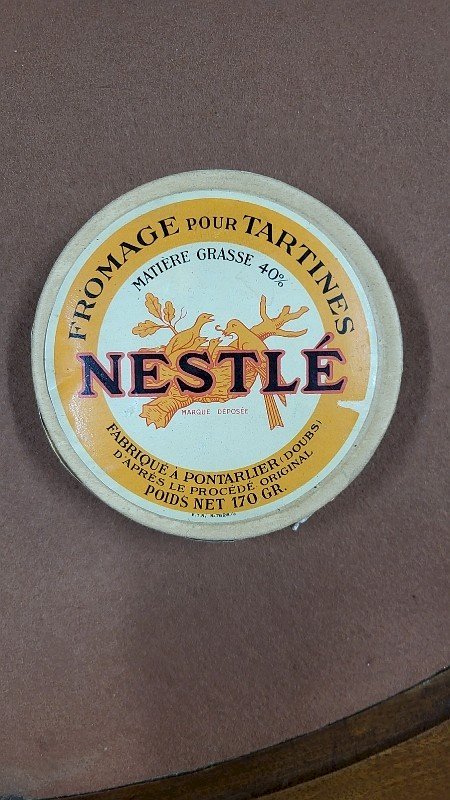 FROMAGE POUR TARTINES
MATIÈRE GRASSE 40%
NESTLÉ
MARQUE DÉPOSÉE
FABRIQUÉ À PONTARLIER (DOUBS)
D'APRÈS LE PROCÉDÉ ORIGINAL
POIDS NET 170 GR.